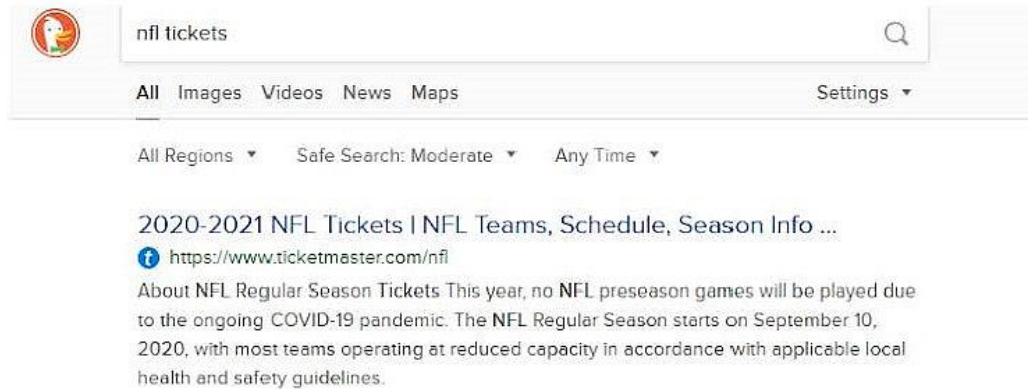 nfl tickets
All Images Videos News Maps Settings
All Regions Safe Search: Moderate Any Time
2020-2021 NFL Tickets | NFL Teams, Schedule, Season Info ...
t https://www.ticketmaster.com/nfl
About NFL Regular Season Tickets This year, no NFL preseason games will be played due
to the ongoing COVID-19 pandemic. The NFL Regular Season starts on September 10,
2020, with most teams operating at reduced capacity in accordance with applicable local
health and safety guidelines.